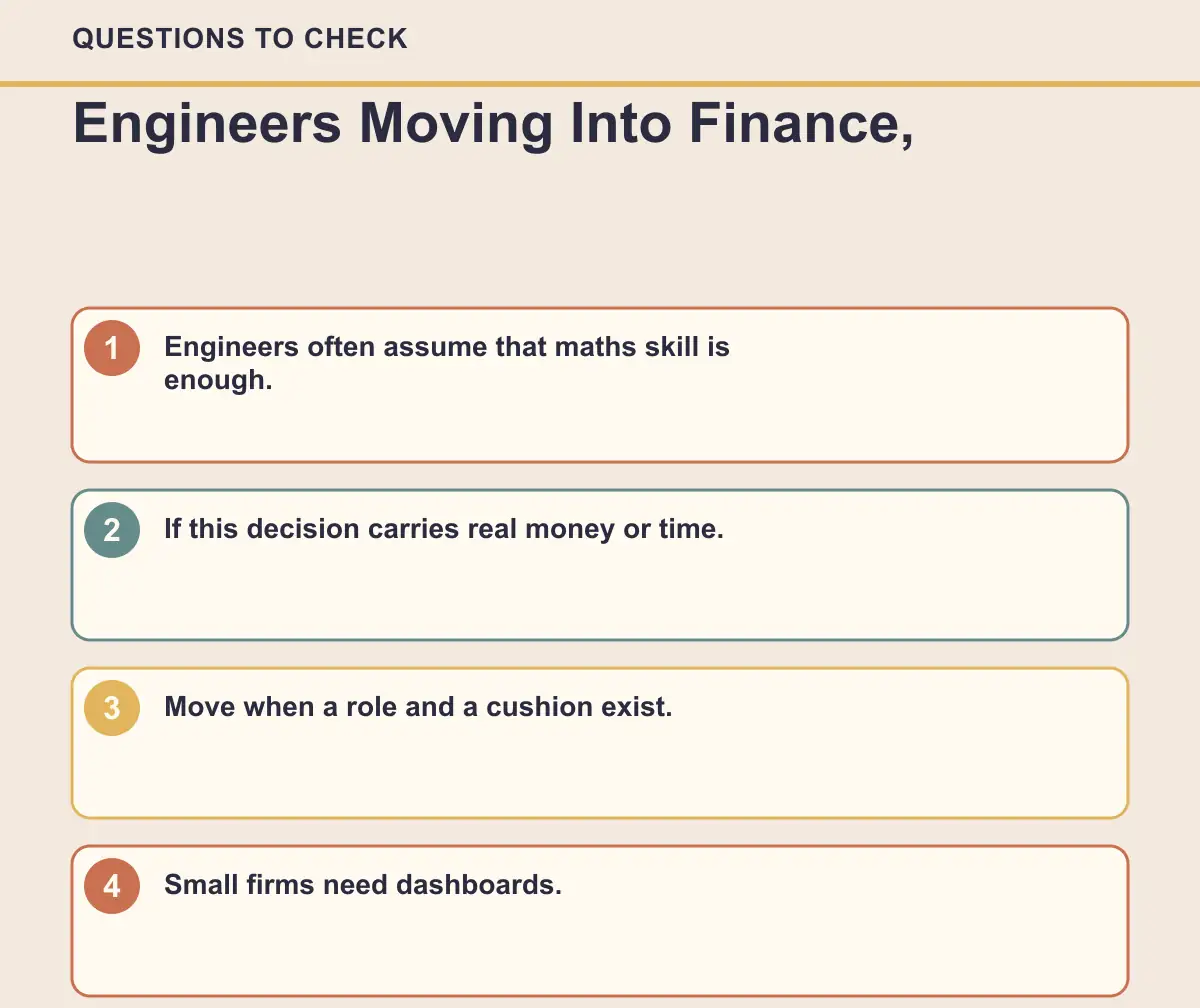 QUESTIONS TO CHECK
Engineers Moving Into Finance,
1
Engineers often assume that maths skill is
enough.
2
If this decision carries real money or time.
3
Move when a role and a cushion exist.
4
Small firms need dashboards.